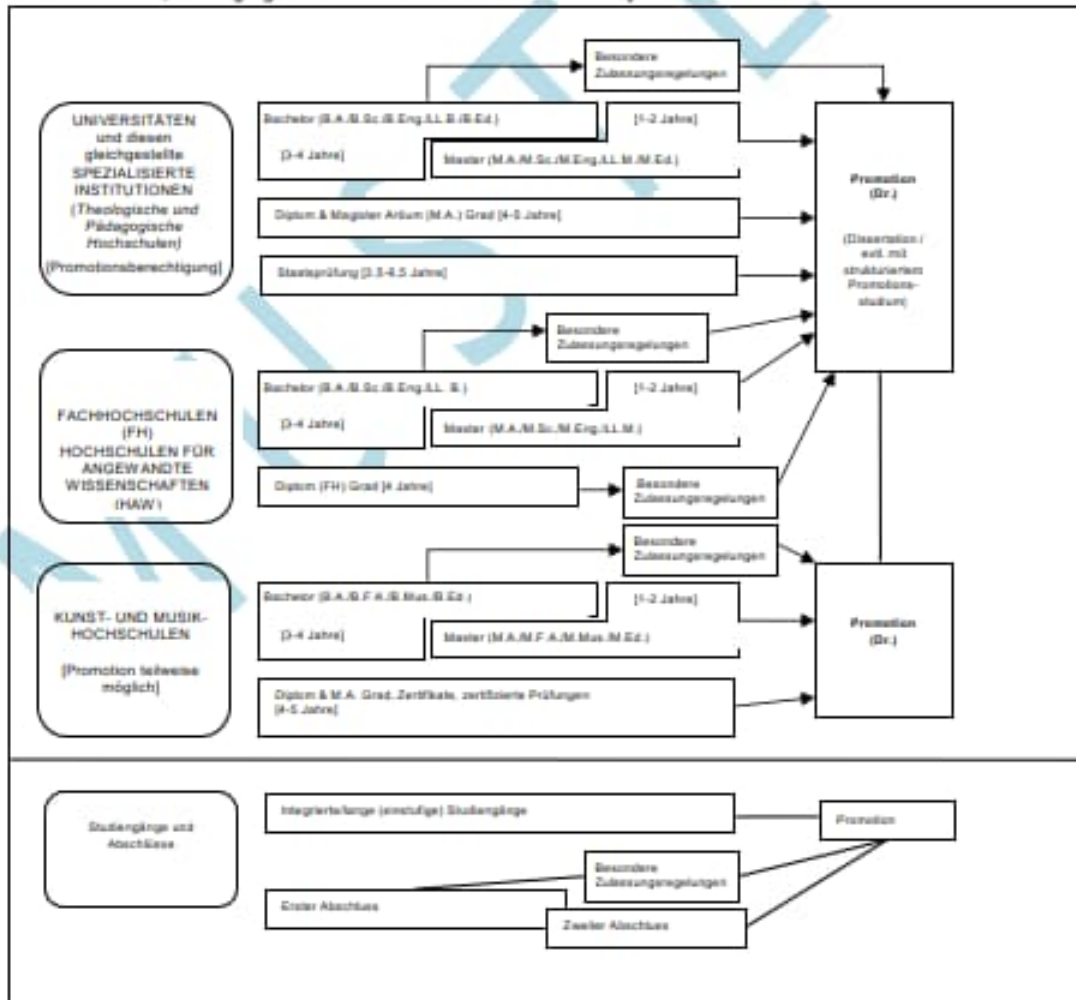 Besondere
Zulassungsregelungen
UNIVERSITÄTEN
und diesen
gleichgestellte
SPEZIALISIERTE
INSTITUTIONEN
(Theologische und
Pädagogische
Hochschulen)
[Promotionsberechtigung]
Bachelor (B.A./B.Sc./B.Eng./LL.B./B.Ed.)
[1-2 Jahre]
[3-4 Jahre]
Master (M.A./M.Sc./M.Eng./LL.M./M.Ed.)
Diplom & Magister Artium (M.A.) Grad [4-5 Jahre]
Staatsprüfung [3.5-6.5 Jahre]
Promotion
(Dr.)
(Dissertation /
evtl. mit
strukturiertem
Promotions-
studium)
Besondere
Zulassungsregelungen
FACHHOCHSCHULEN
(FH)
HOCHSCHULEN FÜR
ANGEWANDTE
WISSENSCHAFTEN
(HAW)
Bachelor (B.A./B.Sc./B.Eng./LL. B.)
[1-2 Jahre]
[3-4 Jahre]
Master (M.A./M.Sc./M.Eng./LL.M.)
Diplom (FH) Grad [4 Jahre]
Besondere
Zulassungsregelungen
Besondere
Zulassungsregelungen
KUNST- UND MUSIK-
HOCHSCHULEN
[Promotion teilweise
möglich]
Bachelor (B.A./B.F.A./B.Mus./B.Ed.)
[1-2 Jahre]
[3-4 Jahre]
Master (M.A./M.F.A./M.Mus./M.Ed.)
Diplom & M.A. Grad, Zertifikate, zertifizierte Prüfungen
[4-5 Jahre]
Promotion
(Dr.)
Studiengänge und
Abschlüsse
Integrierte/lange (einstufige) Studiengänge
Promotion
Besondere
Zulassungsregelungen
Erster Abschluss
Zweiter Abschluss